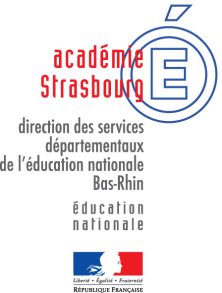 académie
Strasbourg
É
direction des services
départementaux
de l'éducation nationale
Bas-Rhin
éducation
nationale
Liberté • Égalité • Fraternité
RÉPUBLIQUE FRANÇAISE